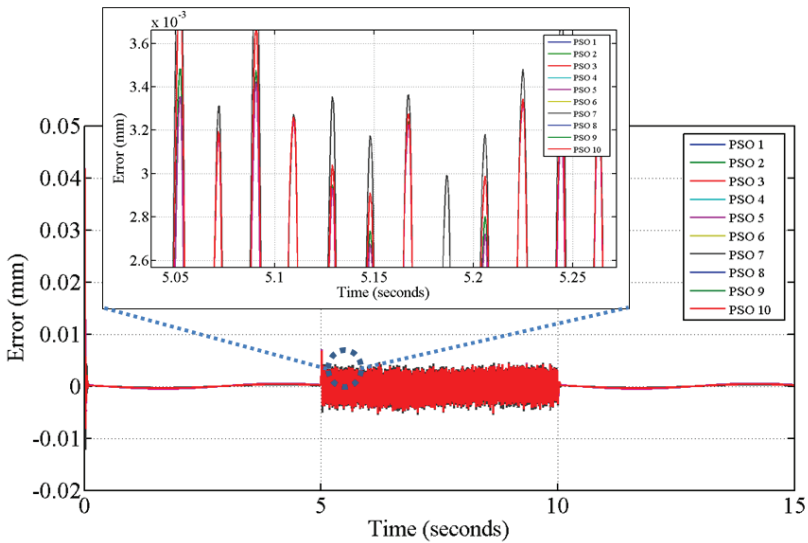 x 10⁻³
3.6
3.4
3.2
3
2.8
2.6
Error (mm)
5.05
5.1
5.15
5.2
5.25
Time (seconds)
PSO 1
PSO 2
PSO 3
PSO 4
PSO 5
PSO 6
PSO 7
PSO 8
PSO 9
PSO 10
0.05
0.04
0.03
0.02
0.01
0
-0.01
-0.02
Error (mm)
0
5
10
15
Time (seconds)
PSO 1
PSO 2
PSO 3
PSO 4
PSO 5
PSO 6
PSO 7
PSO 8
PSO 9
PSO 10